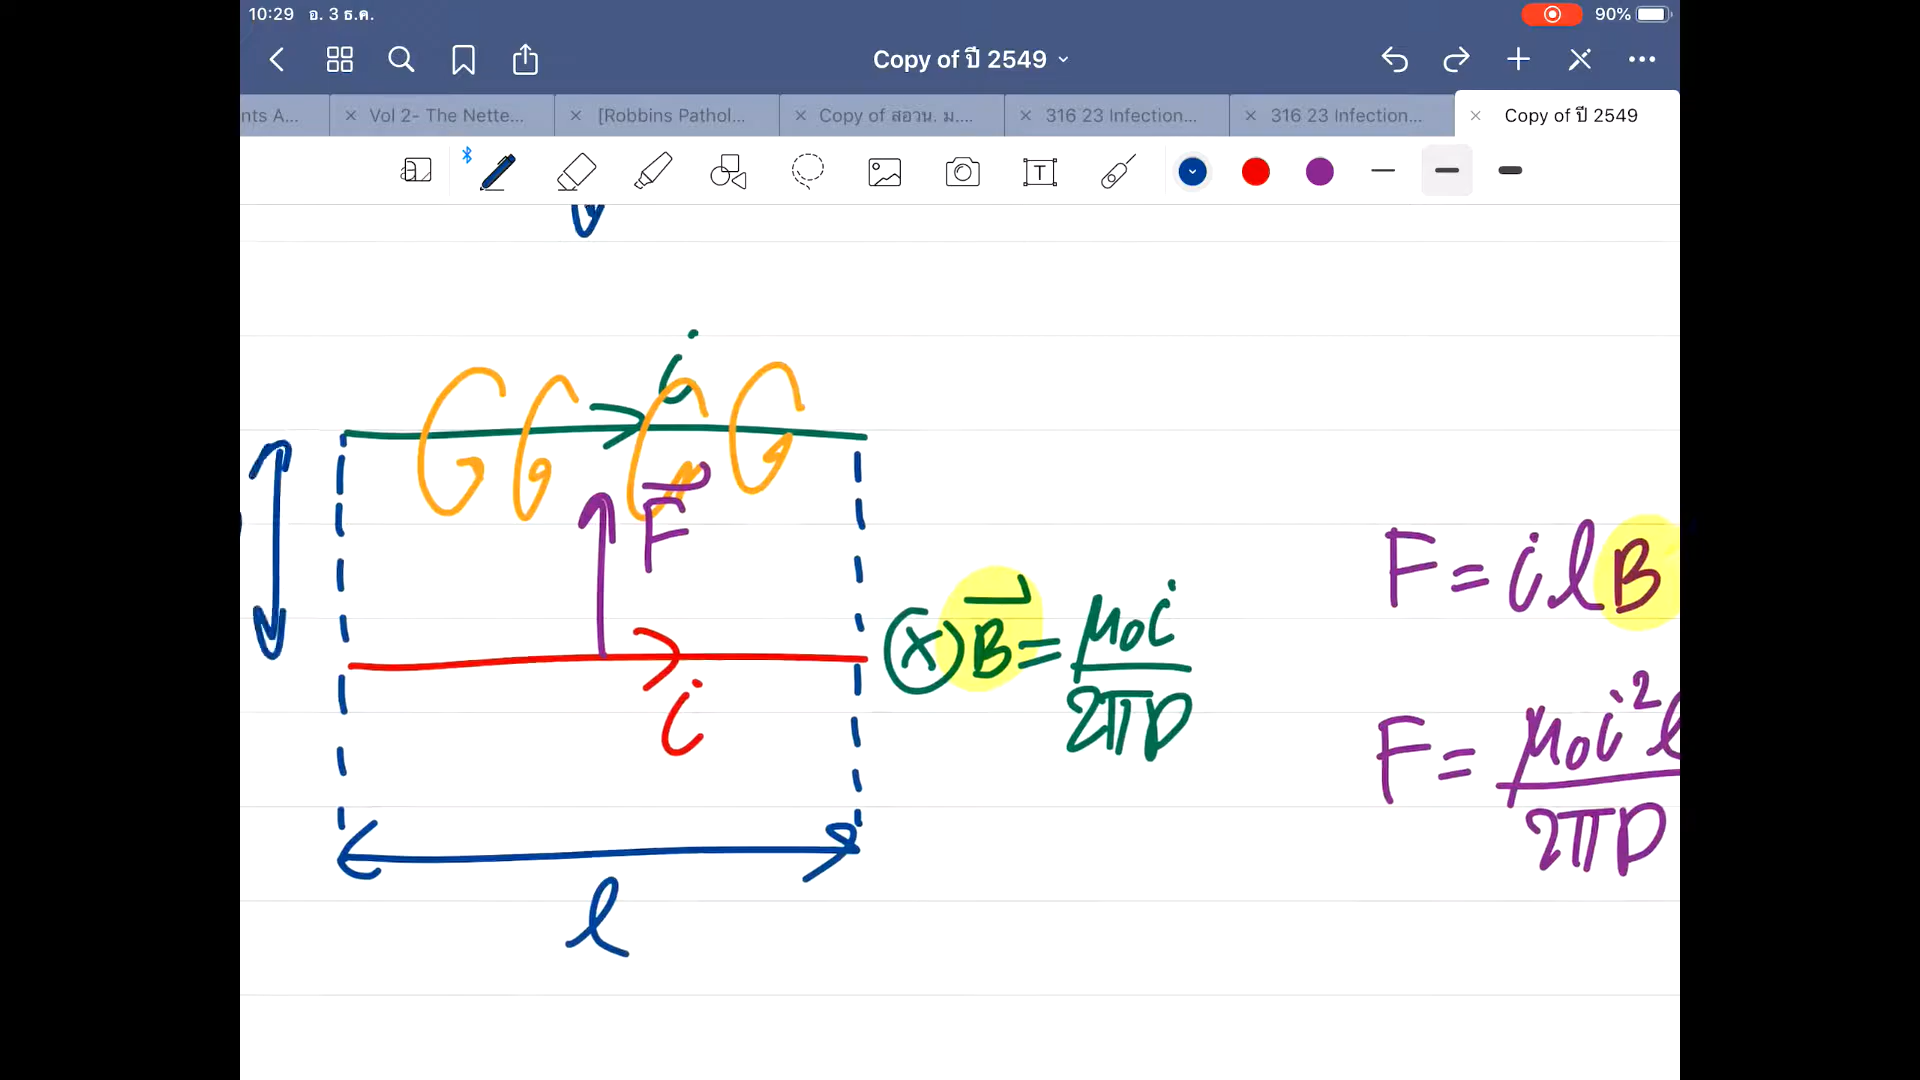 10:29 อ. 3 ธ.ค. 90%
Copy of ปี 2549
nts A... × Vol 2- The Nette... × [Robbins Pathol... × Copy of สอวน. ม.... × 316 23 Infection... × 316 23 Infection... × Copy of ปี 2549
T
i
F
F = i l B
B = μ₀i / 2πD
i
F = μ₀i²l / 2πD
l